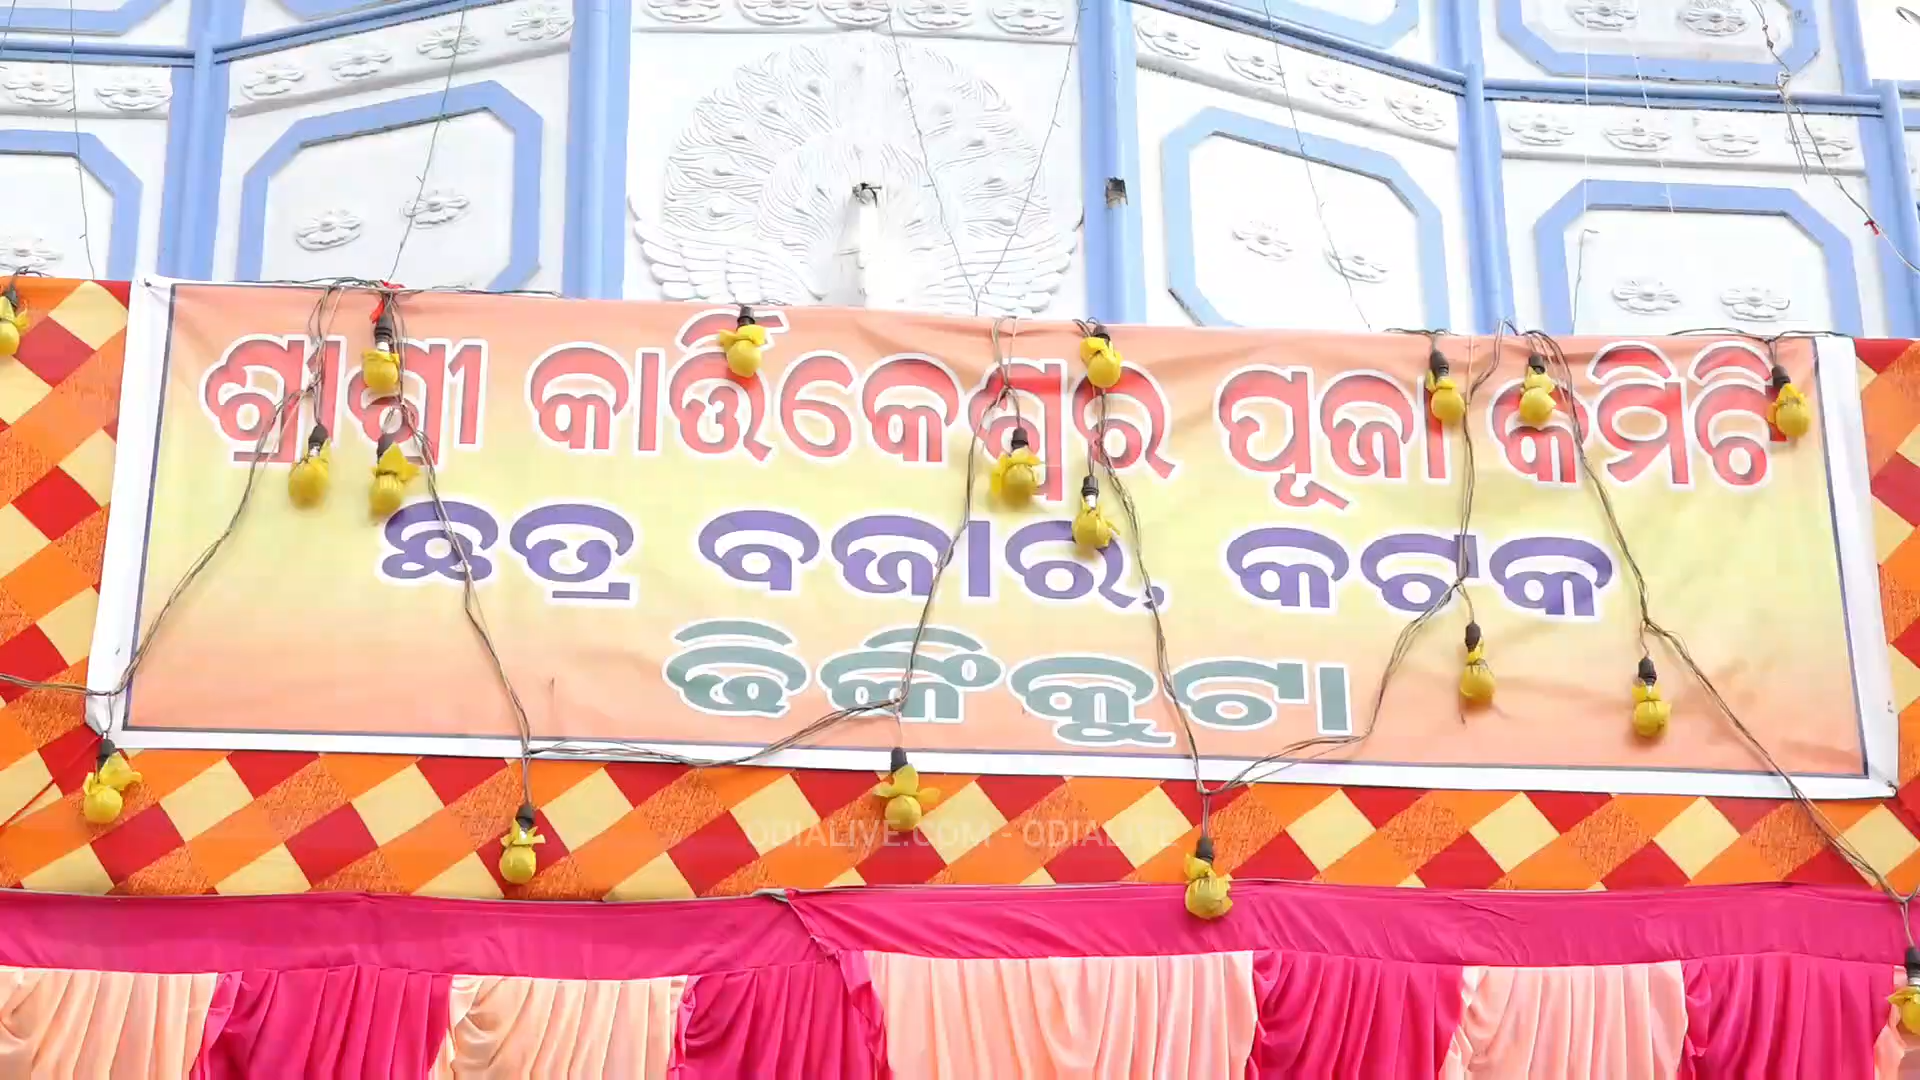 ଶ୍ରୀଶ୍ରୀ କାର୍ତ୍ତିକେଶ୍ୱର ପୂଜା କମିଟି
ଛତ୍ର ବଜାର, କଟକ
ଢିଙ୍କିକୁଟା
ODIALIVE.COM - ODIALIVE